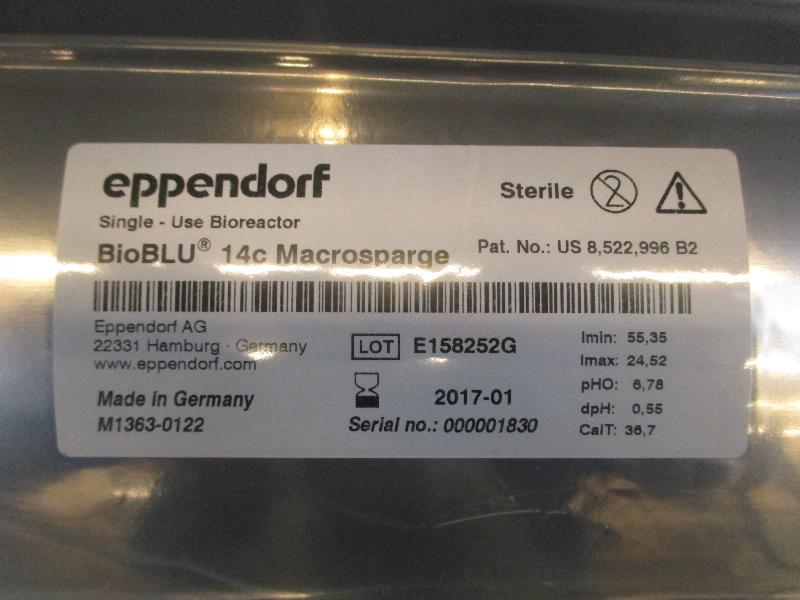 eppendorf
Sterile 2
Single - Use Bioreactor
BioBLU® 14c Macrosparge
Pat. No.: US 8,522,996 B2
Eppendorf AG
22331 Hamburg · Germany
www.eppendorf.com
LOT E158252G
2017-01
Made in Germany
M1363-0122
Serial no.: 000001830
Imin: 55,35
Imax: 24,52
pHO: 6,78
dpH: 0,55
CalT: 36,7